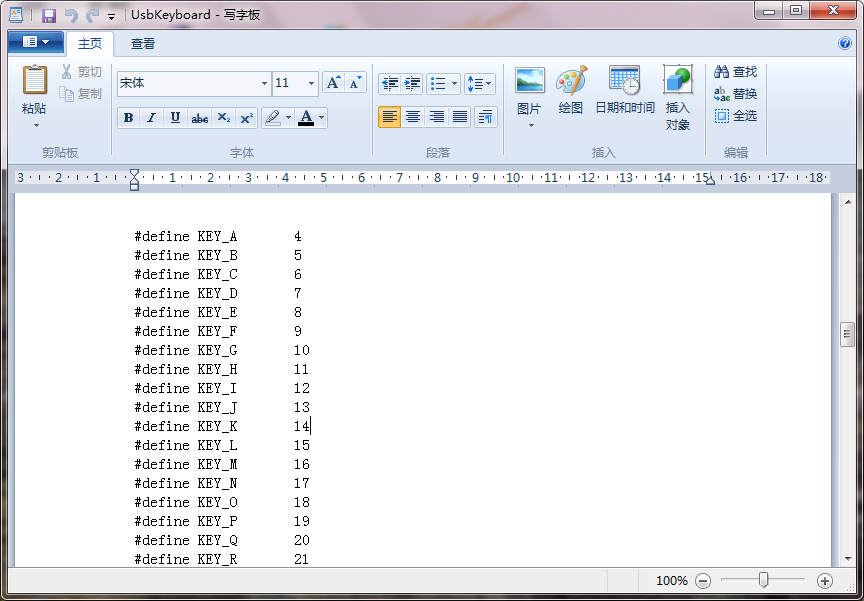 UsbKeyboard - 写字板
主页 查看
粘贴
剪切
复制
剪贴板
宋体 11 A A
B I U abc X₂ X² A
字体
段落
图片
绘图
日期和时间
插入
对象
插入
查找
替换
全选
编辑
3 2 1 1 2 3 4 5 6 7 8 9 10 11 12 13 14 15 16 17 18
#define KEY_A 4
#define KEY_B 5
#define KEY_C 6
#define KEY_D 7
#define KEY_E 8
#define KEY_F 9
#define KEY_G 10
#define KEY_H 11
#define KEY_I 12
#define KEY_J 13
#define KEY_K 14
#define KEY_L 15
#define KEY_M 16
#define KEY_N 17
#define KEY_O 18
#define KEY_P 19
#define KEY_Q 20
#define KEY_R 21
100%